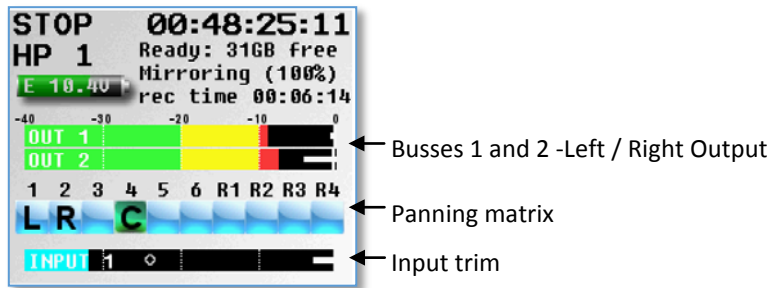 STOP 00:48:25:11
HP 1 Ready: 31GB free
Mirroring (100%)
E 10.4V
rec time 00:06:14
-40 -30 -20 -10 0
OUT 1
OUT 2
Busses 1 and 2 -Left / Right Output
1 2 3 4 5 6 R1 R2 R3 R4
L R C
Panning matrix
INPUT 1
Input trim